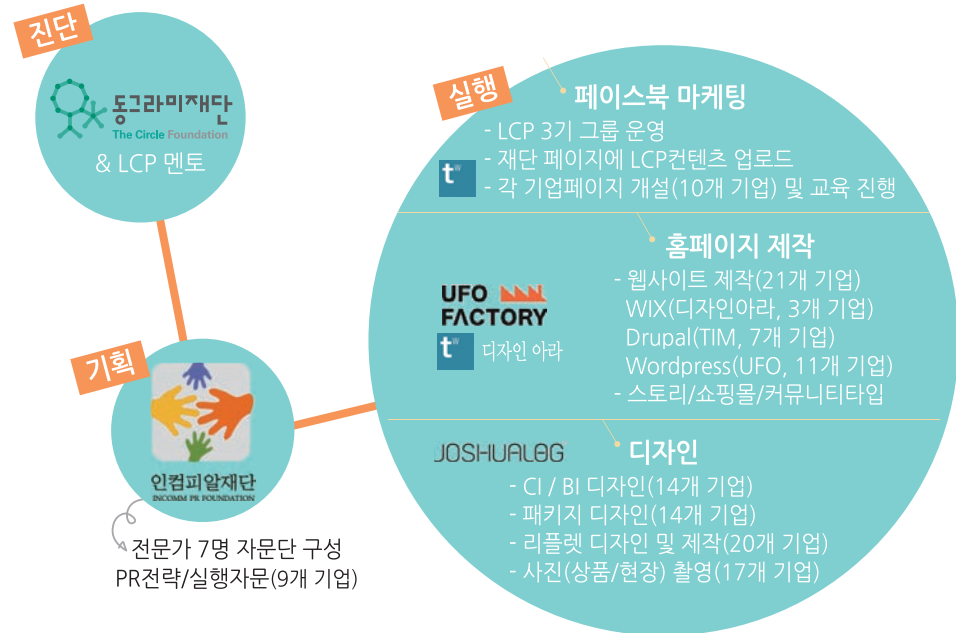 진단
동그라미재단
The Circle Foundation
& LCP 멘토
기획
인컴피알재단
INCOMM PR FOUNDATION
전문가 7명 자문단 구성
PR전략/실행자문(9개 기업)
실행
페이스북 마케팅
- LCP 3기 그룹 운영
- 재단 페이지에 LCP컨텐츠 업로드
- 각 기업페이지 개설(10개 기업) 및 교육 진행
tw
홈페이지 제작
- 웹사이트 제작(21개 기업)
WIX(디자인아라, 3개 기업)
Drupal(TIM, 7개 기업)
Wordpress(UFO, 11개 기업)
- 스토리/쇼핑몰/커뮤니티타입
UFO
FACTORY
tw 디자인 아라
JOSHUALOG
디자인
- CI / BI 디자인(14개 기업)
- 패키지 디자인(14개 기업)
- 리플렛 디자인 및 제작(20개 기업)
- 사진(상품/현장) 촬영(17개 기업)